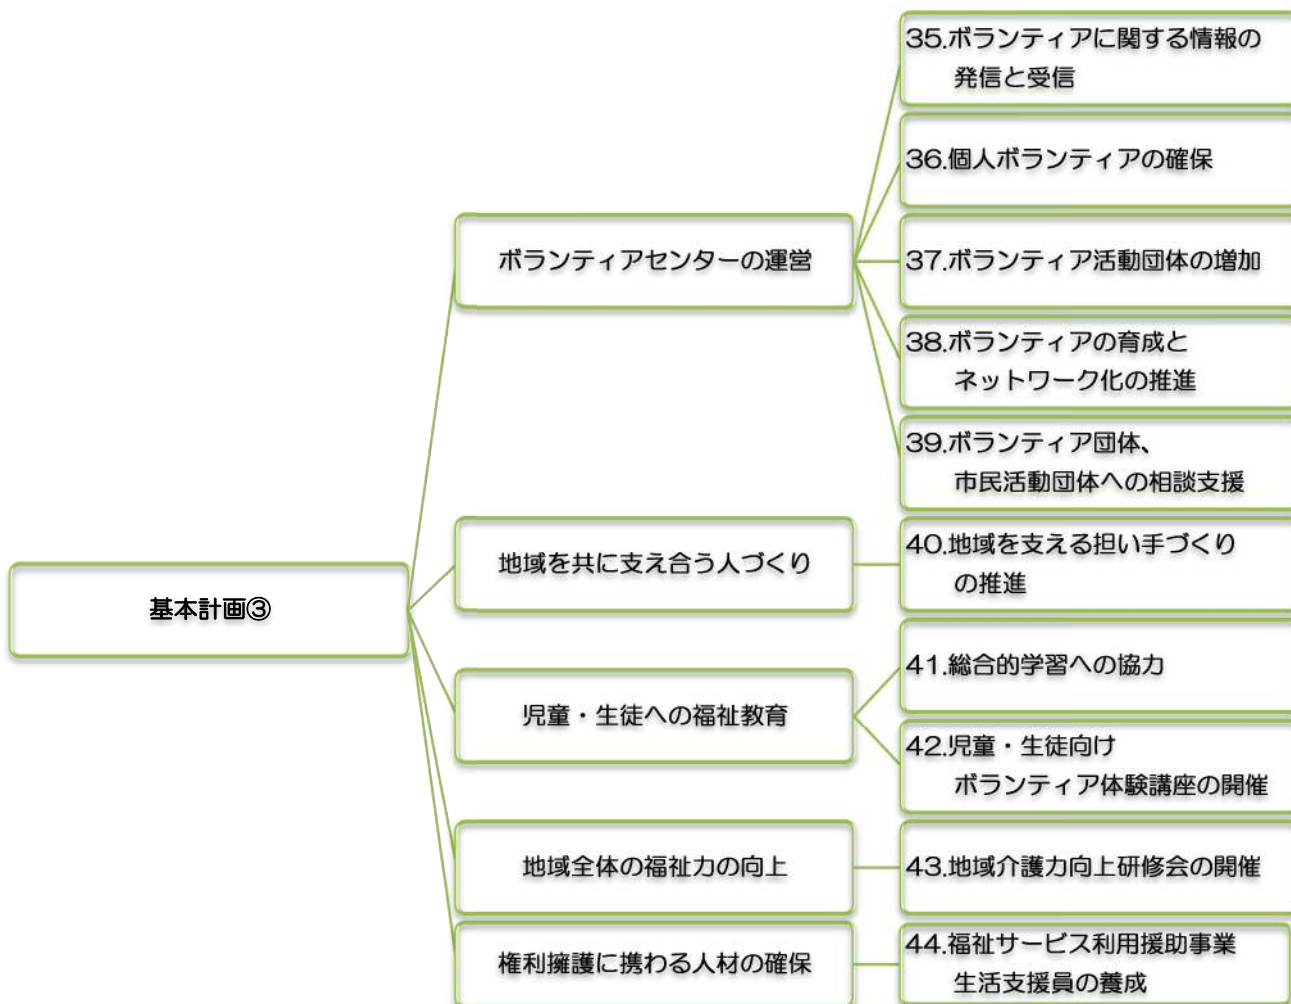 基本計画③
ボランティアセンターの運営
35.ボランティアに関する情報の
発信と受信
36.個人ボランティアの確保
37.ボランティア活動団体の増加
38.ボランティアの育成と
ネットワーク化の推進
39.ボランティア団体、
市民活動団体への相談支援
地域を共に支え合う人づくり
40.地域を支える担い手づくり
の推進
児童・生徒への福祉教育
41.総合的学習への協力
42.児童・生徒向け
ボランティア体験講座の開催
地域全体の福祉力の向上
43.地域介護力向上研修会の開催
権利擁護に携わる人材の確保
44.福祉サービス利用援助事業
生活支援員の養成